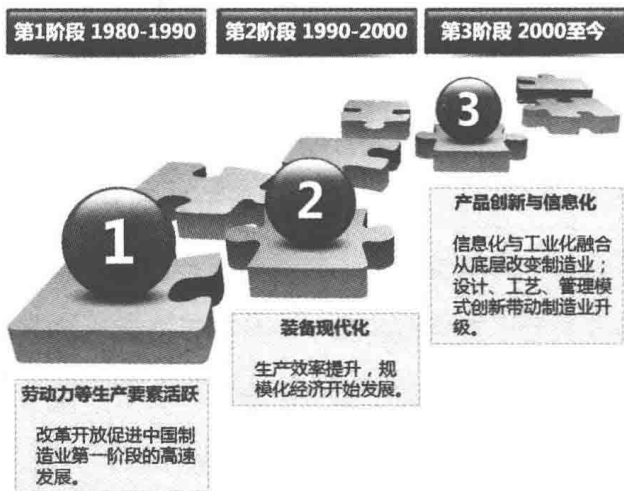 第1阶段 1980-1990
第2阶段 1990-2000
第3阶段 2000至今
1
2
3
劳动力等生产要素活跃
改革开放促进中国制
造业第一阶段的高速
发展。
装备现代化
生产效率提升，规
模化经济开始发展。
产品创新与信息化
信息化与工业化融合
从底层改变制造业；
设计、工艺、管理模
式创新带动制造业升
级。